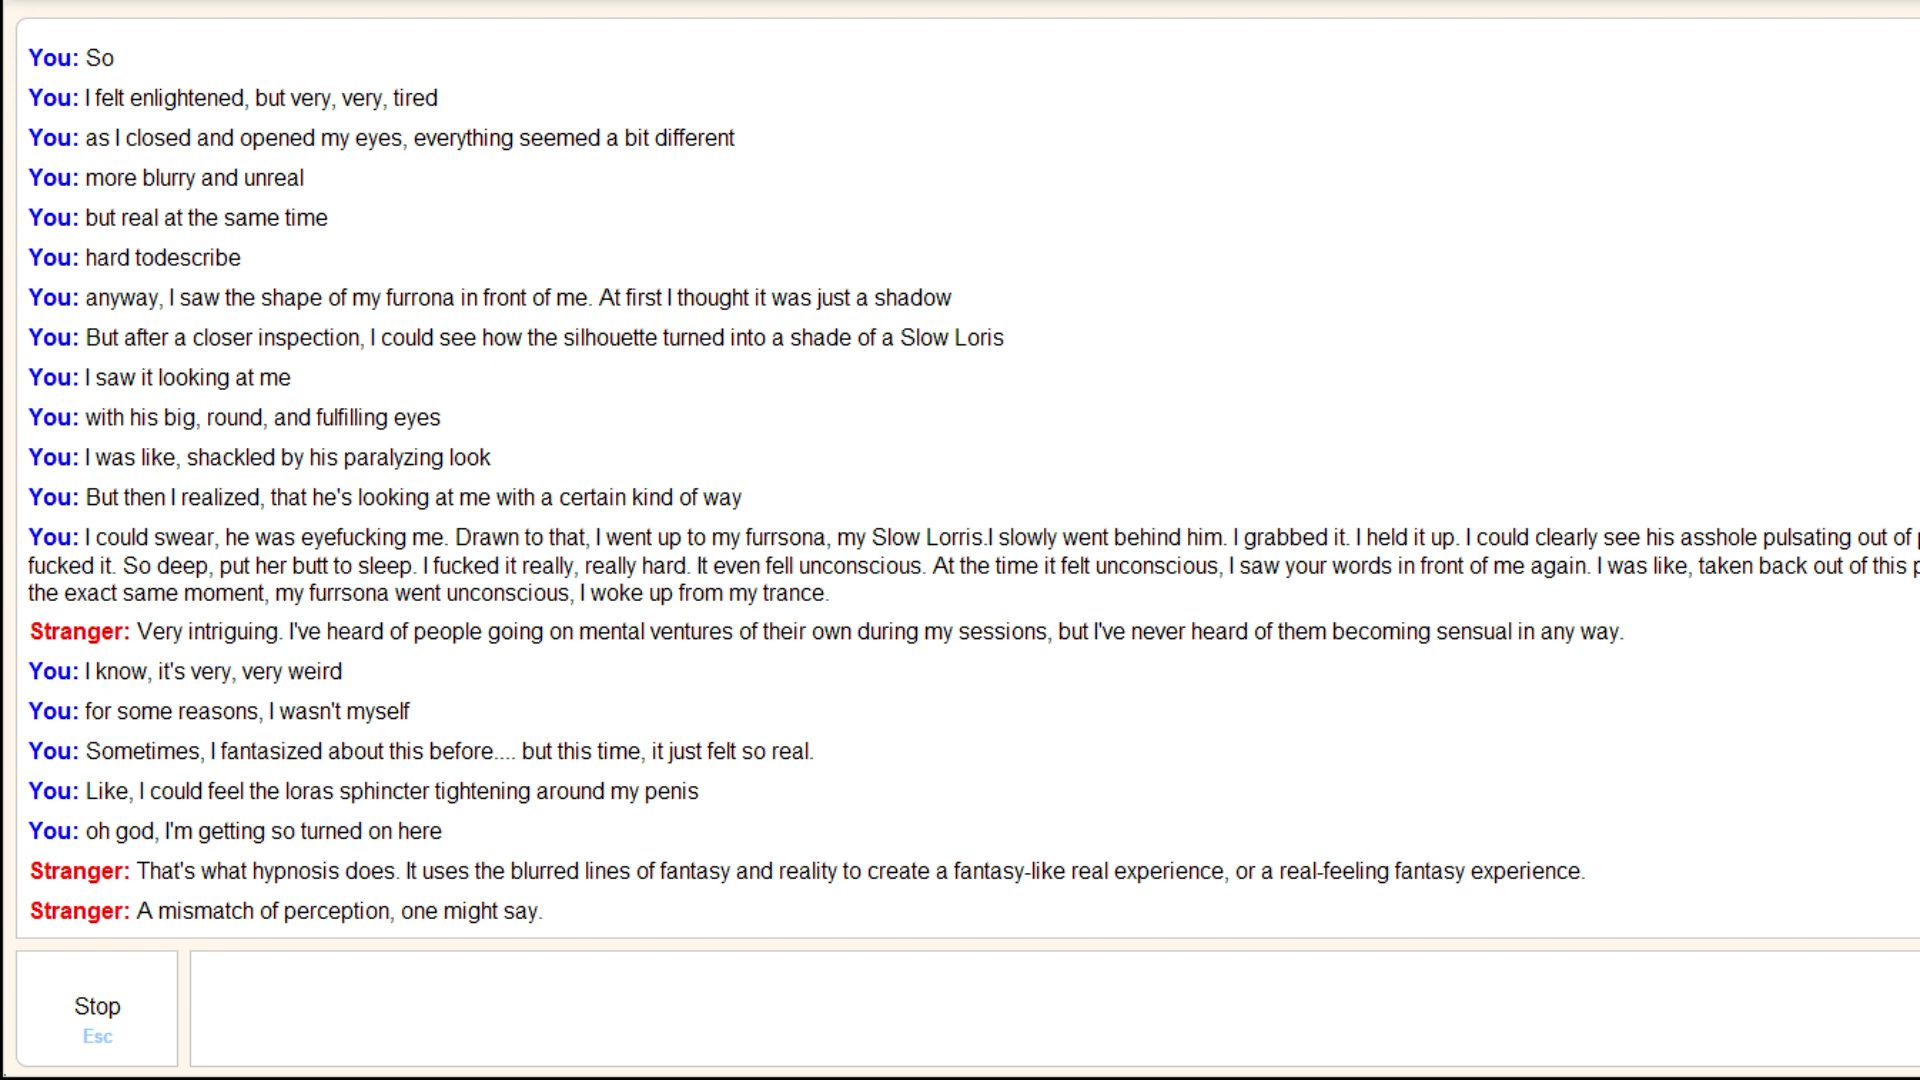 You: So
You: I felt enlightened, but very, very, tired
You: as I closed and opened my eyes, everything seemed a bit different
You: more blurry and unreal
You: but real at the same time
You: hard todescribe
You: anyway, I saw the shape of my furrona in front of me. At first I thought it was just a shadow
You: But after a closer inspection, I could see how the silhouette turned into a shade of a Slow Loris
You: I saw it looking at me
You: with his big, round, and fulfilling eyes
You: I was like, shackled by his paralyzing look
You: But then I realized, that he's looking at me with a certain kind of way
You: I could swear, he was eyefucking me. Drawn to that, I went up to my furrsona, my Slow Lorris.I slowly went behind him. I grabbed it. I held it up. I could clearly see his asshole pulsating out of
fucked it. So deep, put her butt to sleep. I fucked it really, really hard. It even fell unconscious. At the time it felt unconscious, I saw your words in front of me again. I was like, taken back out of this
the exact same moment, my furrsona went unconscious, I woke up from my trance.
Stranger: Very intriguing. I've heard of people going on mental ventures of their own during my sessions, but I've never heard of them becoming sensual in any way.
You: I know, it's very, very weird
You: for some reasons, I wasn't myself
You: Sometimes, I fantasized about this before.... but this time, it just felt so real.
You: Like, I could feel the loras sphincter tightening around my penis
You: oh god, I'm getting so turned on here
Stranger: That's what hypnosis does. It uses the blurred lines of fantasy and reality to create a fantasy-like real experience, or a real-feeling fantasy experience.
Stranger: A mismatch of perception, one might say.
Stop
Esc